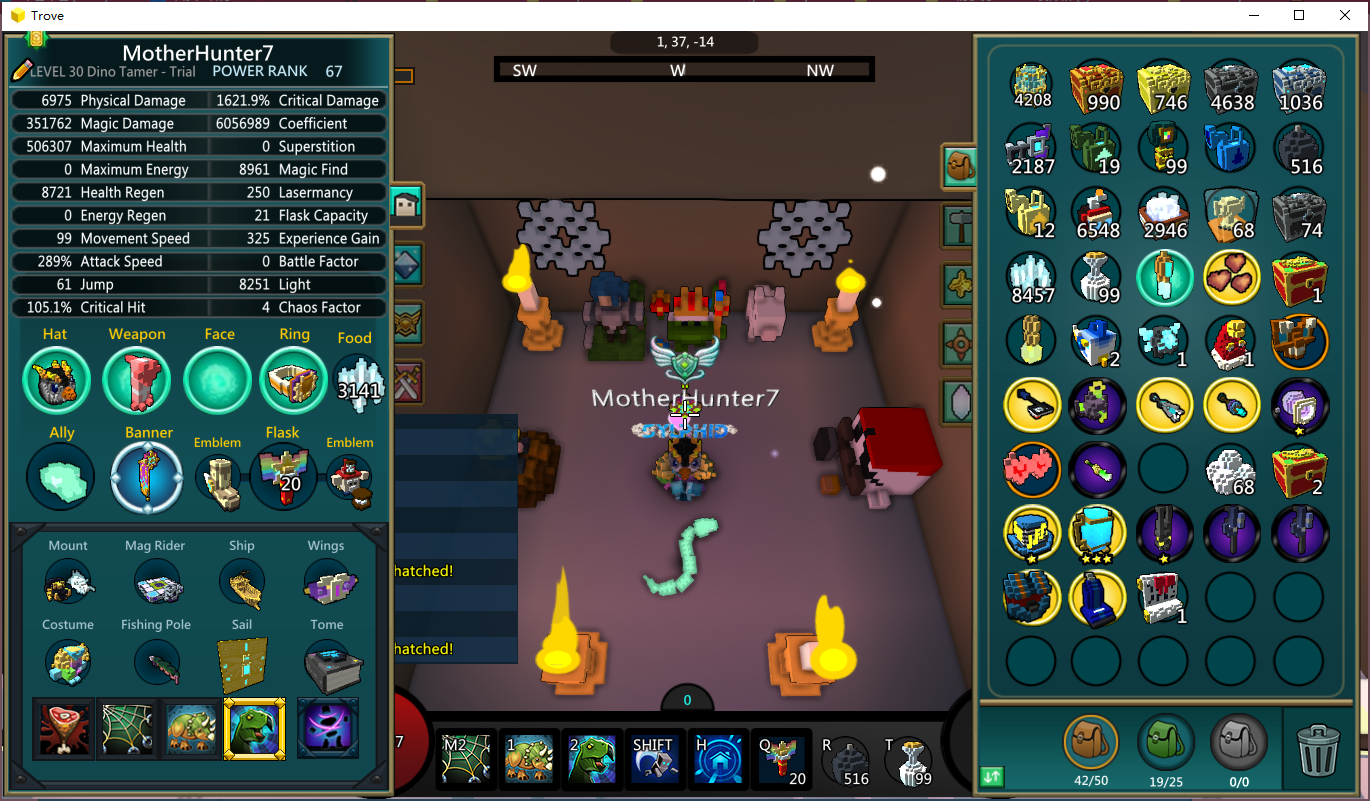 Trove
MotherHunter7
LEVEL 30 Dino Tamer - Trial POWER RANK 67
6975 Physical Damage 1621.9% Critical Damage
351762 Magic Damage 6056989 Coefficient
506307 Maximum Health 0 Superstition
0 Maximum Energy 8961 Magic Find
8721 Health Regen 250 Lasermancy
0 Energy Regen 21 Flask Capacity
99 Movement Speed 325 Experience Gain
289% Attack Speed 0 Battle Factor
61 Jump 8251 Light
105.1% Critical Hit 4 Chaos Factor
Hat Weapon Face Ring Food
3141
Ally Banner Emblem Flask Emblem
20
Mount Mag Rider Ship Wings
Costume Fishing Pole Sail Tome
1, 37, -14
SW W NW
MotherHunter7
hatched!
hatched!
0
7
M2 1 2 SHIFT H Q 20 R 516 T 99
4208 990 746 4638 1036
2187 19 99 516
12 6548 2946 68 74
8457 99 1
2 1 1
68 2
1
42/50 19/25 0/0